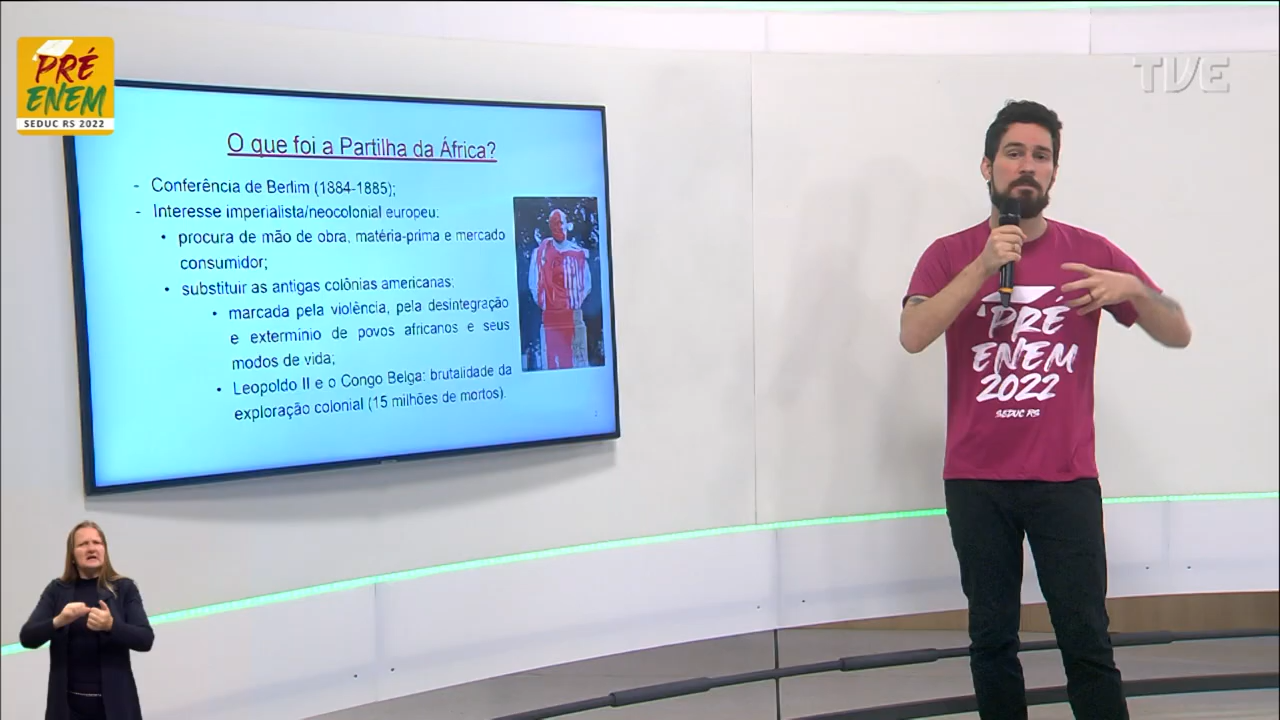 PRÉ
ENEM
SEDUC RS 2022
TVE
O que foi a Partilha da África?
- Conferência de Berlim (1884-1885);
- Interesse imperialista/neocolonial europeu:
• procura de mão de obra, matéria-prima e mercado
consumidor;
• substituir as antigas colônias americanas:
• marcada pela violência, pela desintegração
e extermínio de povos africanos e seus
modos de vida;
• Leopoldo II e o Congo Belga: brutalidade da
exploração colonial (15 milhões de mortos).
2
PRÉ
ENEM
2022
SEDUC RS